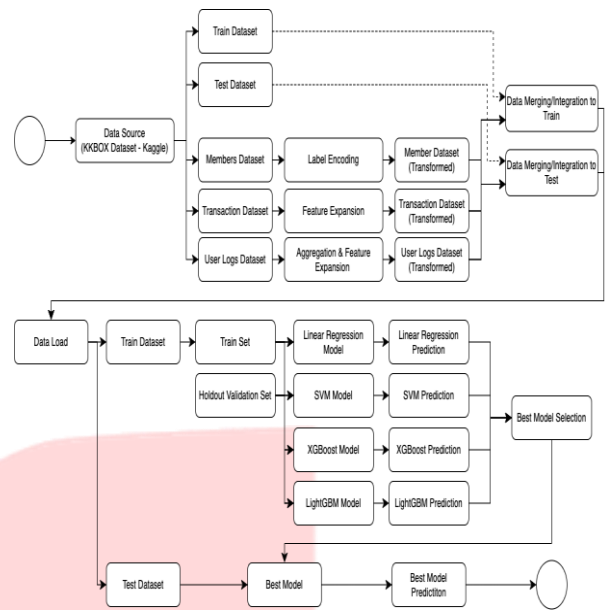 Train Dataset
Test Dataset
Data Source
(KKBOX Dataset - Kaggle)
Data Merging/Integration to
Train
Members Dataset
Label Encoding
Member Dataset
(Transformed)
Data Merging/Integration to
Test
Transaction Dataset
Feature Expansion
Transaction Dataset
(Transformed)
User Logs Dataset
Aggregation & Feature
Expansion
User Logs Dataset
(Transformed)
Data Load
Train Dataset
Train Set
Linear Regression
Model
Linear Regression
Prediction
Holdout Validation Set
SVM Model
SVM Prediction
Best Model Selection
XGBoost Model
XGBoost Prediction
LightGBM Model
LightGBM Prediction
Test Dataset
Best Model
Best Model
Predictiton